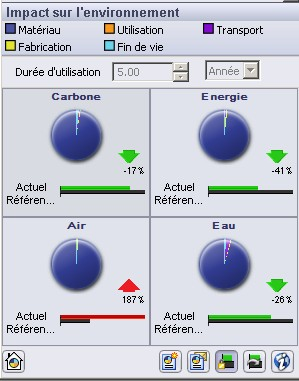 Impact sur l'environnement
Matériau Utilisation Transport
Fabrication Fin de vie
Durée d'utilisation 5.00 Année
Carbone Energie
-17% -41%
Actuel Actuel
Référen... Référen...
Air Eau
187% -26%
Actuel Actuel
Référen... Référen...